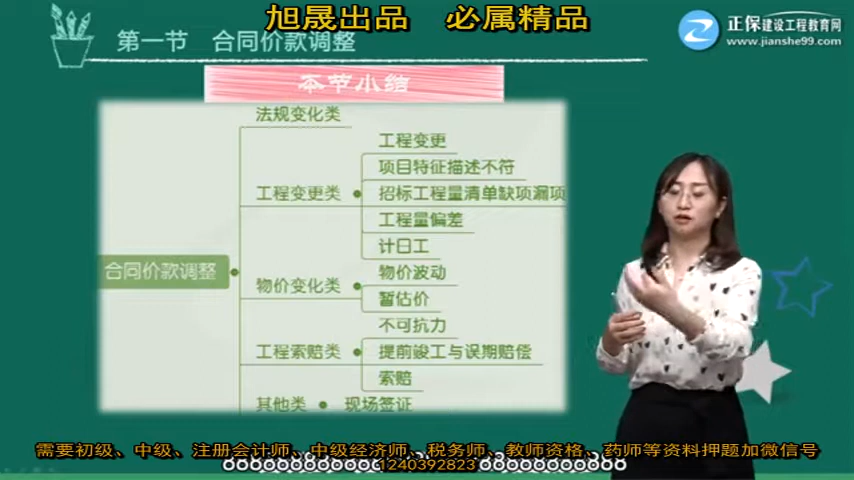 旭晟出品 必属精品
正保建设工程教育网
www.jianshe99.com
第一节 合同价款调整
本节小结
法规变化类
工程变更
项目特征描述不符
工程变更类
招标工程量清单缺项漏项
工程量偏差
计日工
合同价款调整
物价波动
物价变化类
暂估价
不可抗力
工程索赔类
提前竣工与误期赔偿
索赔
其他类
现场签证
需要初级、中级、注册会计师、中级经济师、税务师、教师资格、药师等资料押题加微信号
1240392823